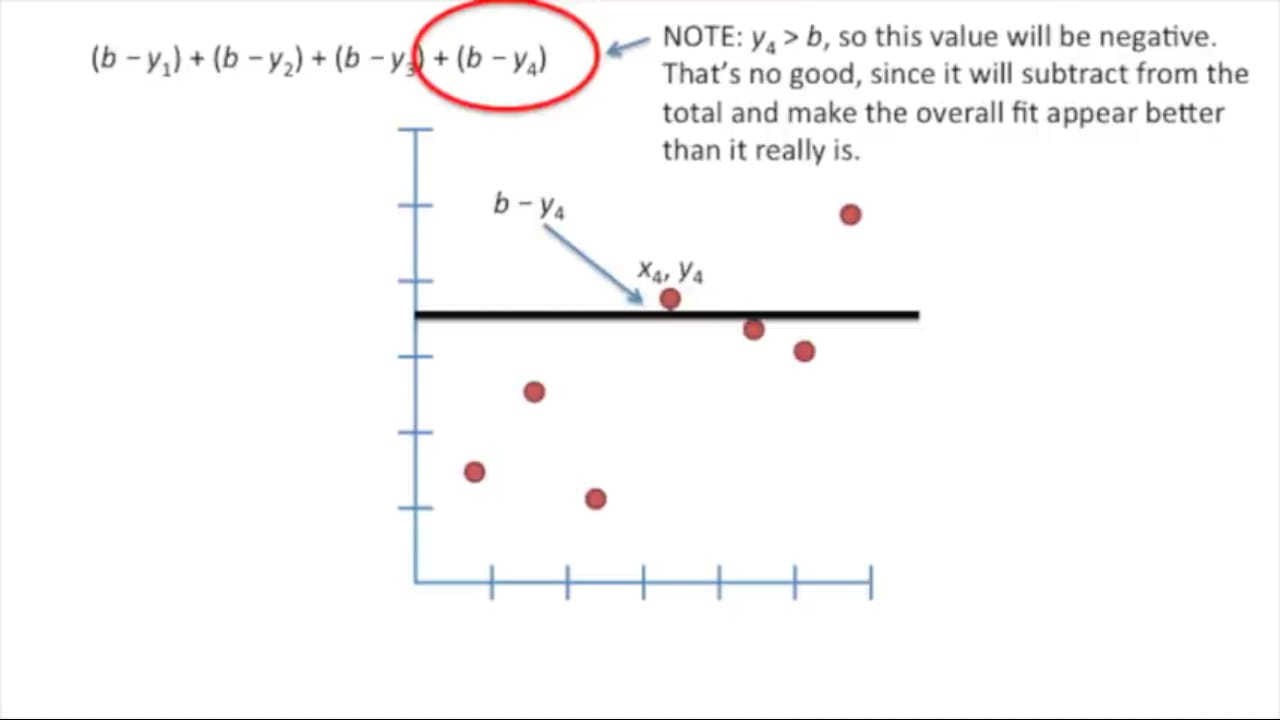 (b – y₁) + (b – y₂) + (b – y₃) + (b – y₄)
NOTE: y₄ > b, so this value will be negative.
That's no good, since it will subtract from the
total and make the overall fit appear better
than it really is.
b – y₄
x₄, y₄